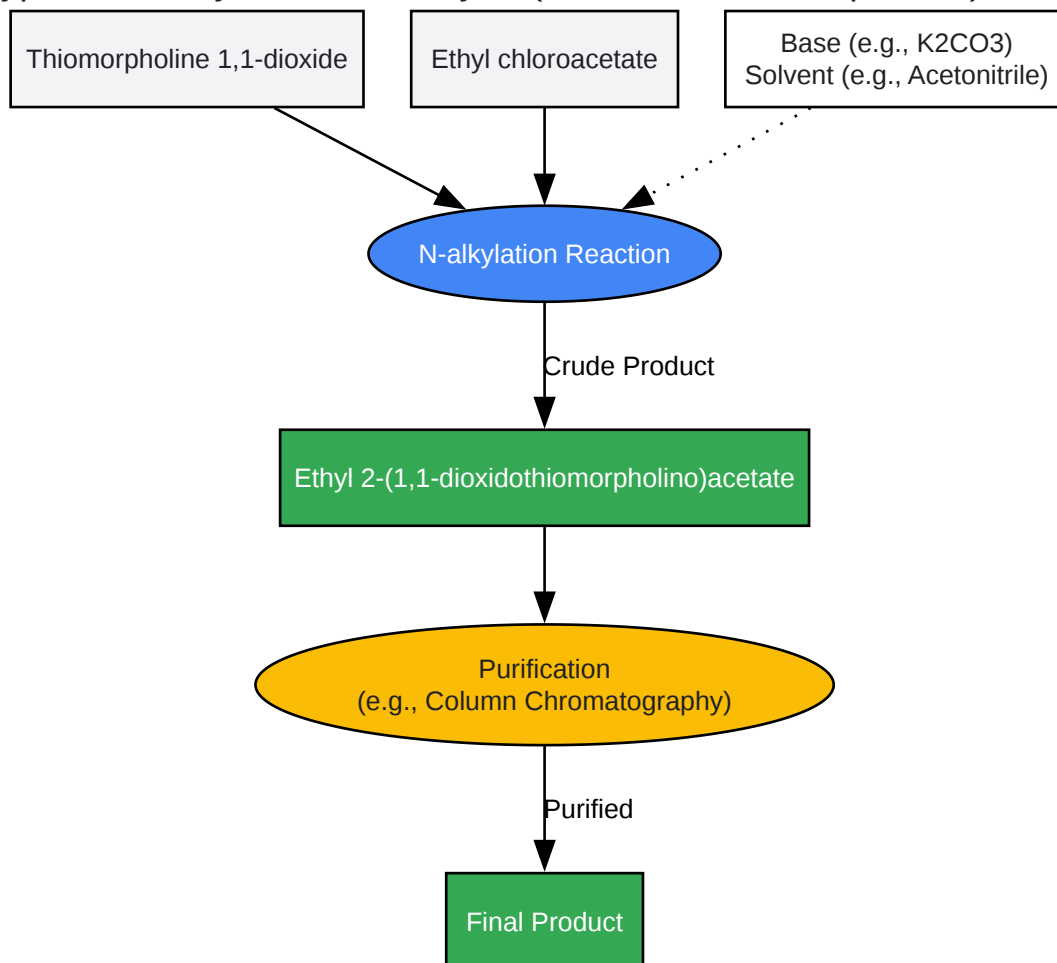 Thiomorpholine 1,1-dioxide
Ethyl chloroacetate
Base (e.g., K2CO3)
Solvent (e.g., Acetonitrile)
N-alkylation Reaction
Crude Product
Ethyl 2-(1,1-dioxidothiomorpholino)acetate
Purification
(e.g., Column Chromatography)
Purified
Final Product